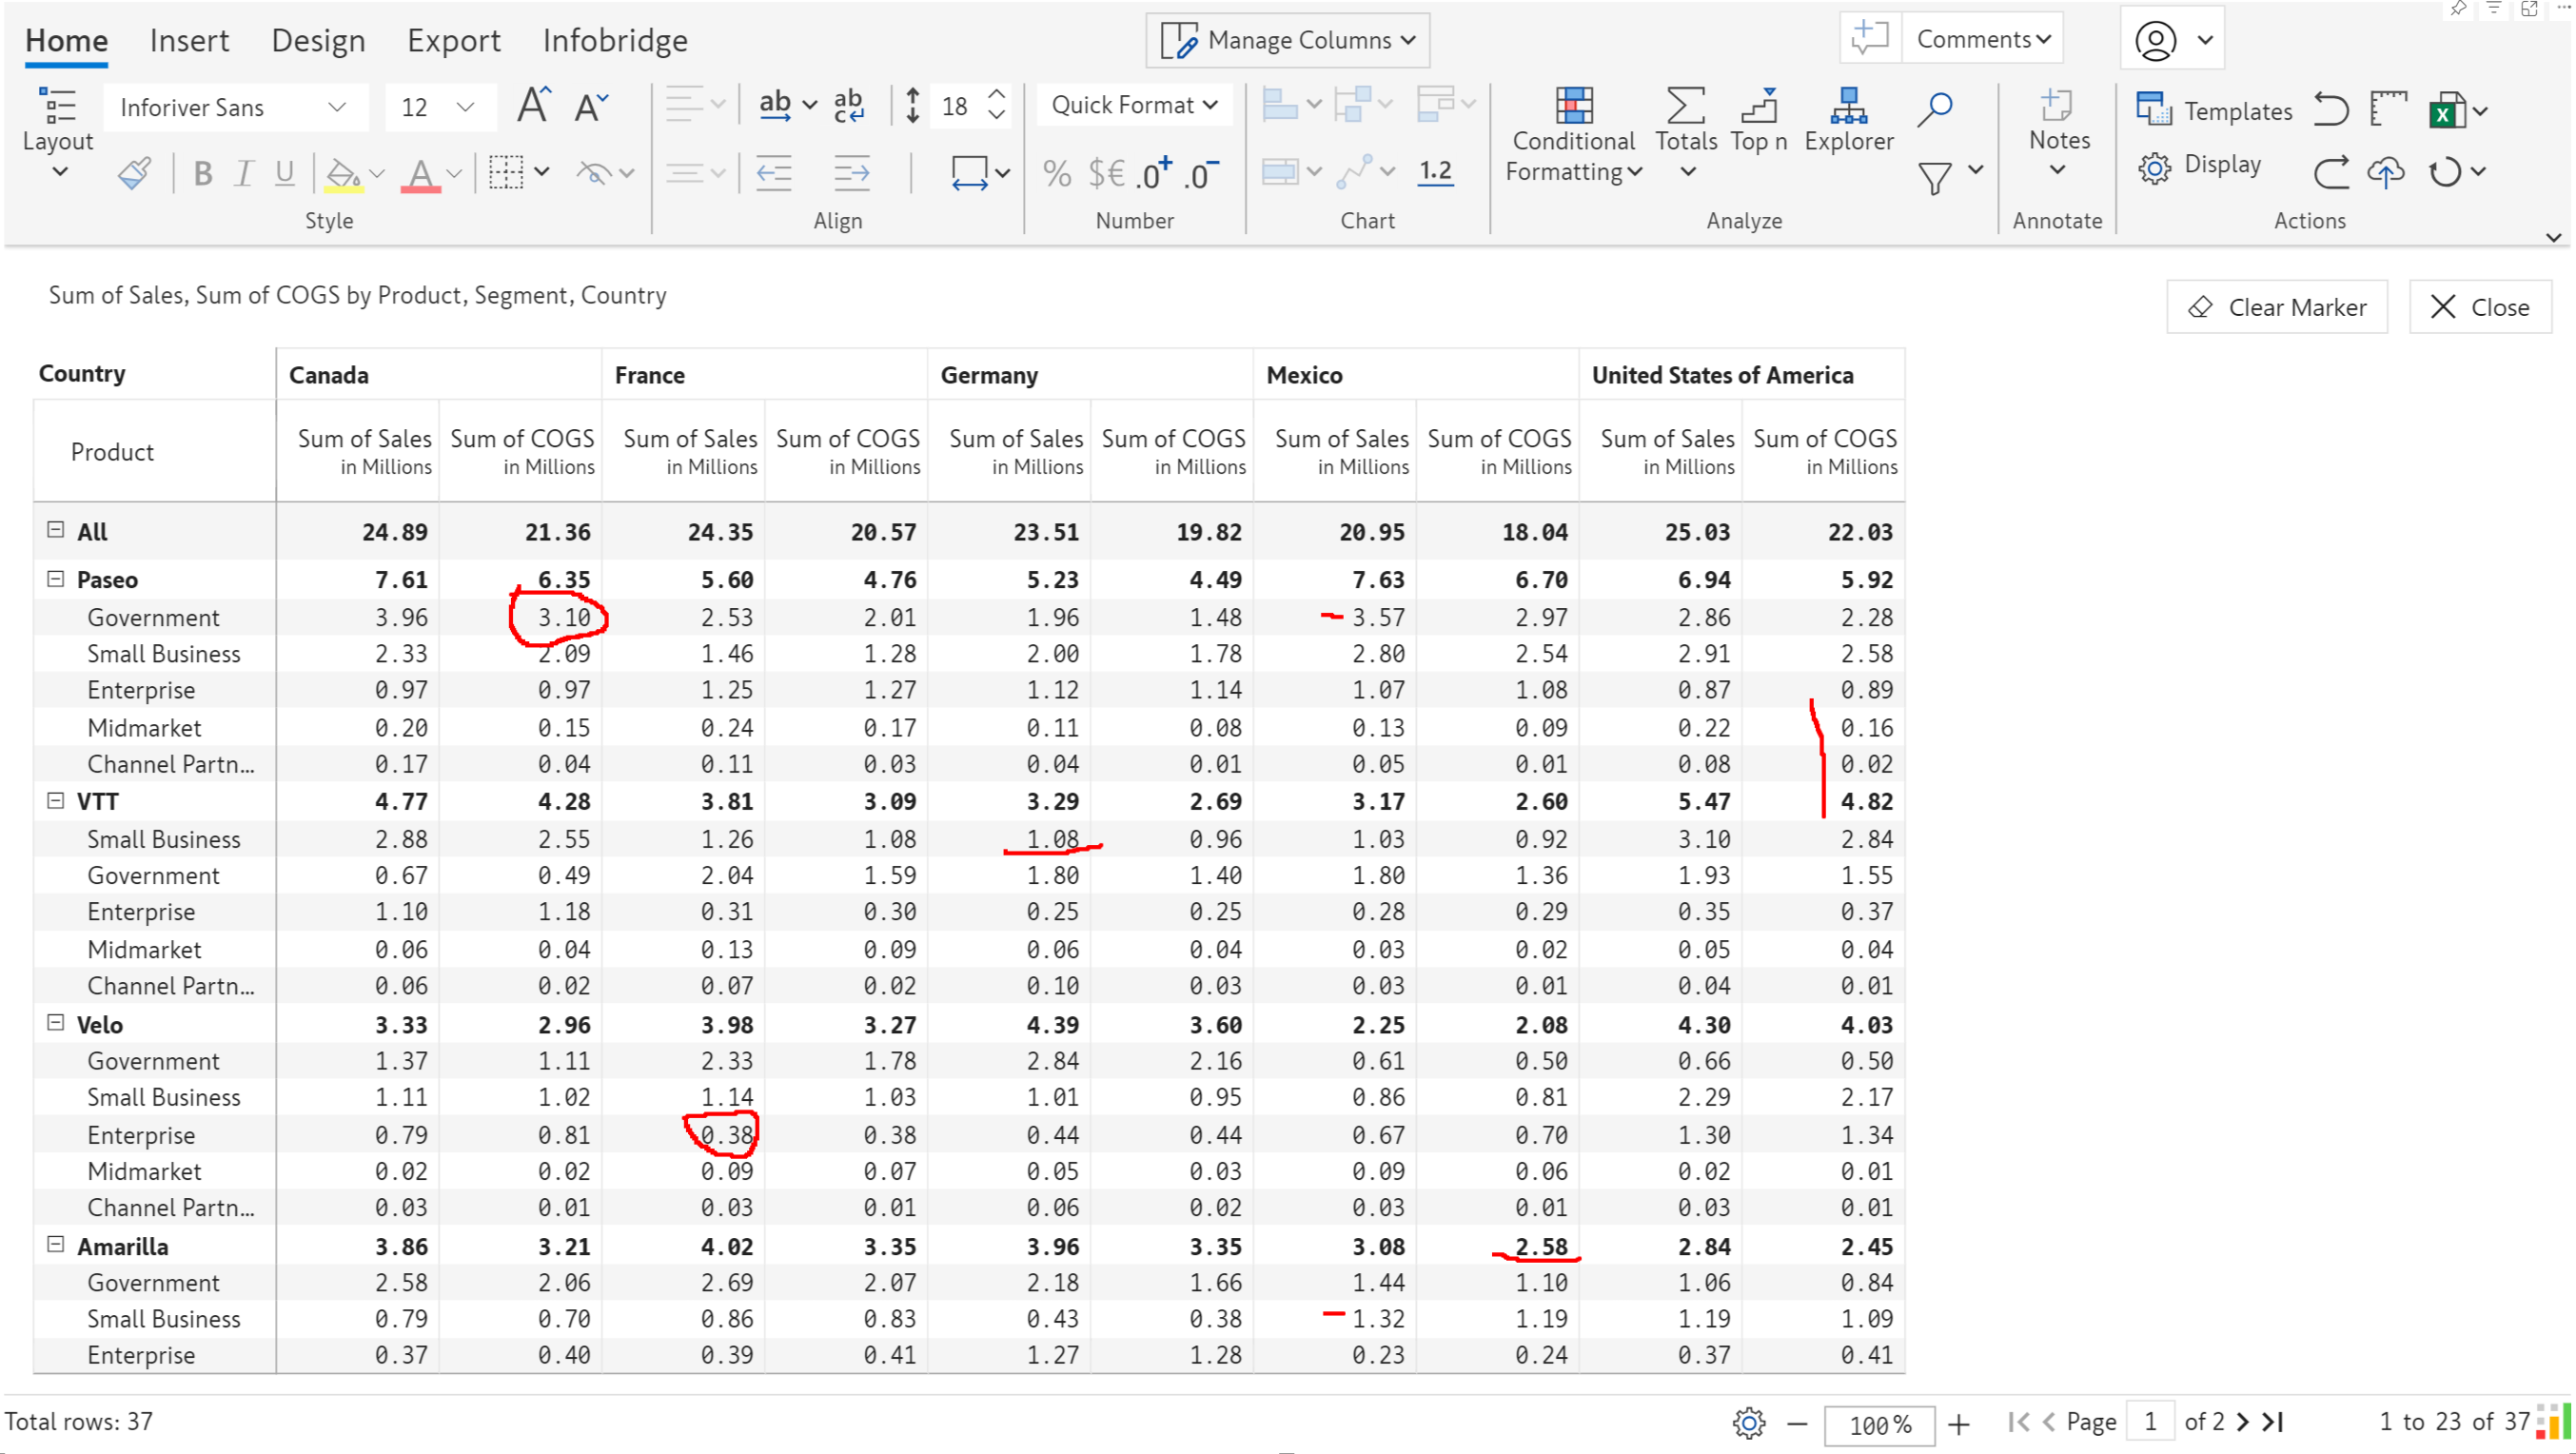 Home Insert Design Export Infobridge Manage Columns Comments
Layout Inforiver Sans 12 ab ab c 18 Quick Format Conditional Formatting Totals Top n Explorer Notes Templates X
B I U A % $€ .0+ .0- 1.2 Display
Style Align Number Chart Analyze Annotate Actions
Sum of Sales, Sum of COGS by Product, Segment, Country Clear Marker Close
Country Canada France Germany Mexico United States of America
Product Sum of Sales Sum of COGS Sum of Sales Sum of COGS Sum of Sales Sum of COGS Sum of Sales Sum of COGS Sum of Sales Sum of COGS
in Millions in Millions in Millions in Millions in Millions in Millions in Millions in Millions in Millions in Millions
All 24.89 21.36 24.35 20.57 23.51 19.82 20.95 18.04 25.03 22.03
Paseo 7.61 6.35 5.60 4.76 5.23 4.49 7.63 6.70 6.94 5.92
Government 3.96 3.10 2.53 2.01 1.96 1.48 3.57 2.97 2.86 2.28
Small Business 2.33 2.09 1.46 1.28 2.00 1.78 2.80 2.54 2.91 2.58
Enterprise 0.97 0.97 1.25 1.27 1.12 1.14 1.07 1.08 0.87 0.89
Midmarket 0.20 0.15 0.24 0.17 0.11 0.08 0.13 0.09 0.22 0.16
Channel Partn... 0.17 0.04 0.11 0.03 0.04 0.01 0.05 0.01 0.08 0.02
VTT 4.77 4.28 3.81 3.09 3.29 2.69 3.17 2.60 5.47 4.82
Small Business 2.88 2.55 1.26 1.08 1.08 0.96 1.03 0.92 3.10 2.84
Government 0.67 0.49 2.04 1.59 1.80 1.40 1.80 1.36 1.93 1.55
Enterprise 1.10 1.18 0.31 0.30 0.25 0.25 0.28 0.29 0.35 0.37
Midmarket 0.06 0.04 0.13 0.09 0.06 0.04 0.03 0.02 0.05 0.04
Channel Partn... 0.06 0.02 0.07 0.02 0.10 0.03 0.03 0.01 0.04 0.01
Velo 3.33 2.96 3.98 3.27 4.39 3.60 2.25 2.08 4.30 4.03
Government 1.37 1.11 2.33 1.78 2.84 2.16 0.61 0.50 0.66 0.50
Small Business 1.11 1.02 1.14 1.03 1.01 0.95 0.86 0.81 2.29 2.17
Enterprise 0.79 0.81 0.38 0.38 0.44 0.44 0.67 0.70 1.30 1.34
Midmarket 0.02 0.02 0.09 0.07 0.05 0.03 0.09 0.06 0.02 0.01
Channel Partn... 0.03 0.01 0.03 0.01 0.06 0.02 0.03 0.01 0.03 0.01
Amarilla 3.86 3.21 4.02 3.35 3.96 3.35 3.08 2.58 2.84 2.45
Government 2.58 2.06 2.69 2.07 2.18 1.66 1.44 1.10 1.06 0.84
Small Business 0.79 0.70 0.86 0.83 0.43 0.38 1.32 1.19 1.19 1.09
Enterprise 0.37 0.40 0.39 0.41 1.27 1.28 0.23 0.24 0.37 0.41
Total rows: 37 100 % Page 1 of 2 1 to 23 of 37